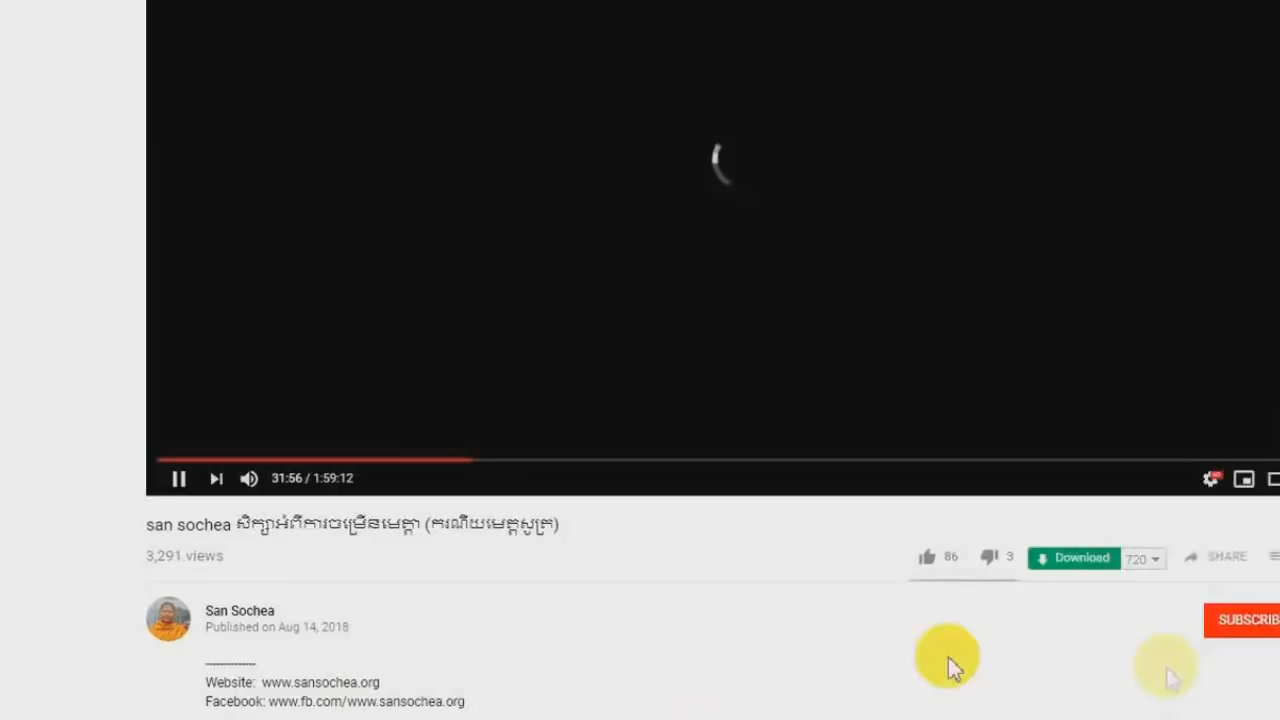 31:56 / 1:59:12
san sochea សិក្សាអំពីការចម្រើនមេត្តា (ករណីយមេត្តសូត្រ)
3,291 views
86
3
Download
720
SHARE
San Sochea
Published on Aug 14, 2018
SUBSCRIB
--------------
Website: www.sansochea.org
Facebook: www.fb.com/www.sansochea.org